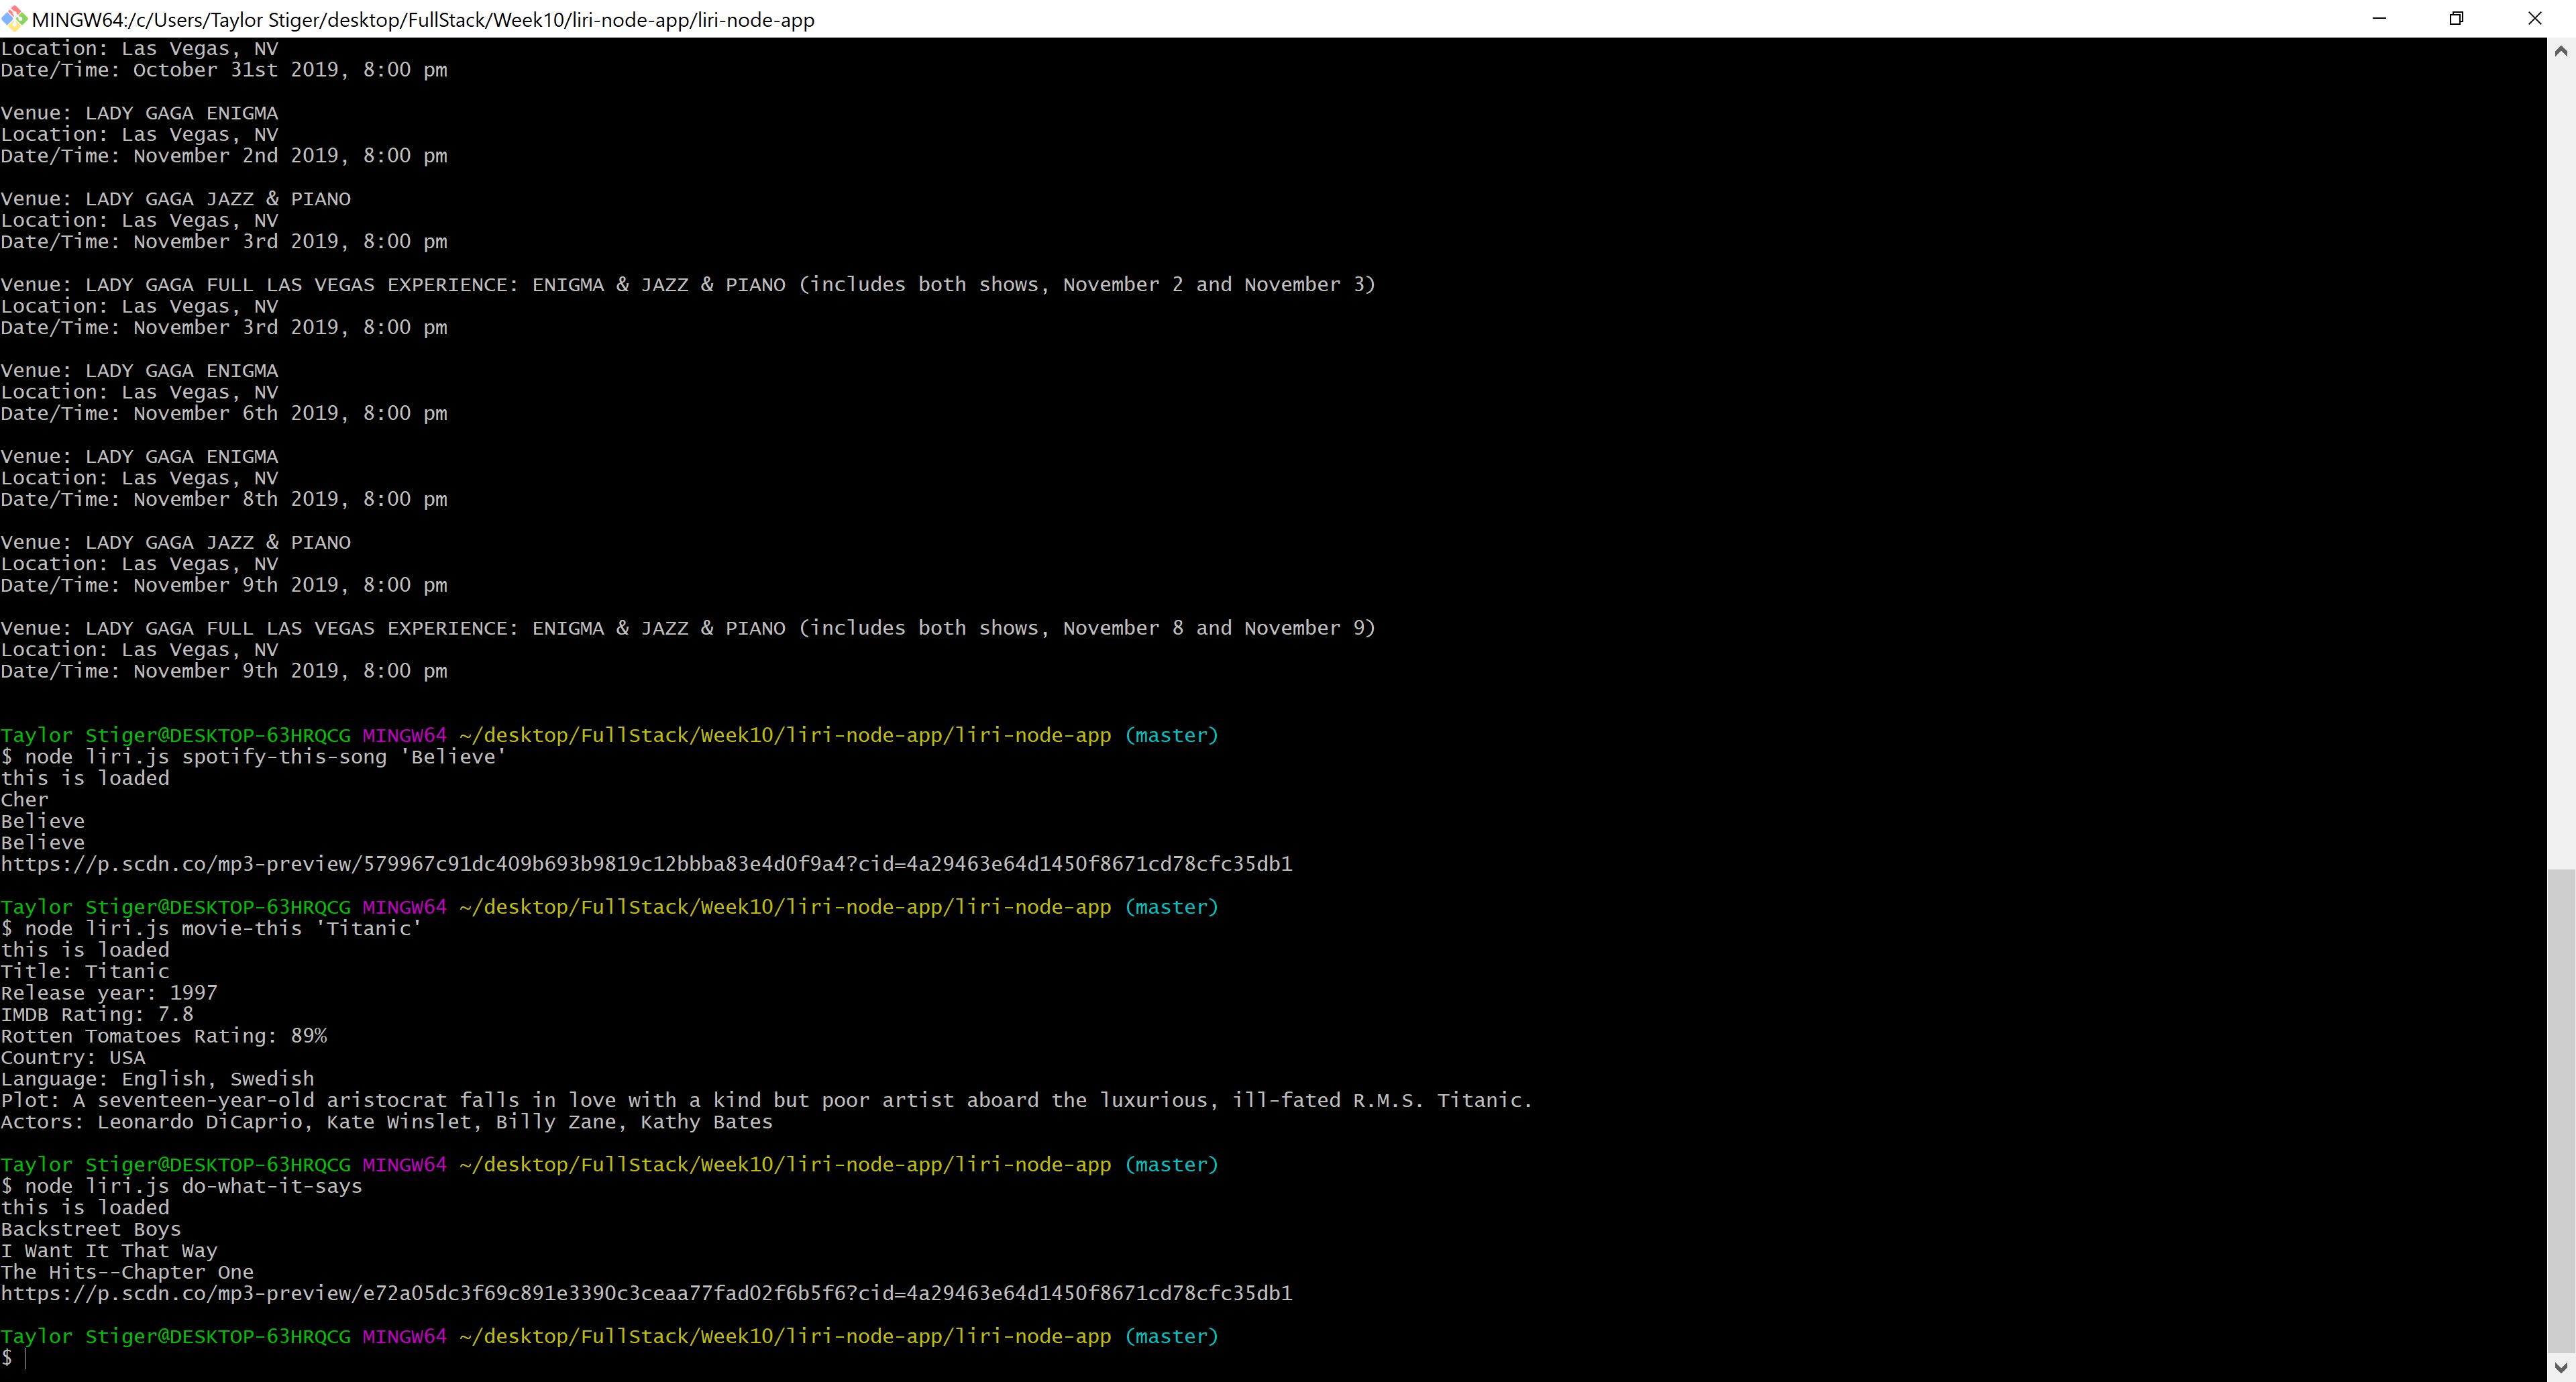 MINGW64:/c/Users/Taylor Stiger/desktop/FullStack/Week10/liri-node-app/liri-node-app
Location: Las Vegas, NV
Date/Time: October 31st 2019, 8:00 pm

Venue: LADY GAGA ENIGMA
Location: Las Vegas, NV
Date/Time: November 2nd 2019, 8:00 pm

Venue: LADY GAGA JAZZ & PIANO
Location: Las Vegas, NV
Date/Time: November 3rd 2019, 8:00 pm

Venue: LADY GAGA FULL LAS VEGAS EXPERIENCE: ENIGMA & JAZZ & PIANO (includes both shows, November 2 and November 3)
Location: Las Vegas, NV
Date/Time: November 3rd 2019, 8:00 pm

Venue: LADY GAGA ENIGMA
Location: Las Vegas, NV
Date/Time: November 6th 2019, 8:00 pm

Venue: LADY GAGA ENIGMA
Location: Las Vegas, NV
Date/Time: November 8th 2019, 8:00 pm

Venue: LADY GAGA JAZZ & PIANO
Location: Las Vegas, NV
Date/Time: November 9th 2019, 8:00 pm

Venue: LADY GAGA FULL LAS VEGAS EXPERIENCE: ENIGMA & JAZZ & PIANO (includes both shows, November 8 and November 9)
Location: Las Vegas, NV
Date/Time: November 9th 2019, 8:00 pm

Taylor Stiger@DESKTOP-63HRQCG MINGW64 ~/desktop/FullStack/Week10/liri-node-app/liri-node-app (master)
$ node liri.js spotify-this-song 'Believe'
this is loaded
Cher
Believe
Believe
https://p.scdn.co/mp3-preview/579967c91dc409b693b9819c12bbba83e4d0f9a4?cid=4a29463e64d1450f8671cd78cfc35db1

Taylor Stiger@DESKTOP-63HRQCG MINGW64 ~/desktop/FullStack/Week10/liri-node-app/liri-node-app (master)
$ node liri.js movie-this 'Titanic'
this is loaded
Title: Titanic
Release year: 1997
IMDB Rating: 7.8
Rotten Tomatoes Rating: 89%
Country: USA
Language: English, Swedish
Plot: A seventeen-year-old aristocrat falls in love with a kind but poor artist aboard the luxurious, ill-fated R.M.S. Titanic.
Actors: Leonardo DiCaprio, Kate Winslet, Billy Zane, Kathy Bates

Taylor Stiger@DESKTOP-63HRQCG MINGW64 ~/desktop/FullStack/Week10/liri-node-app/liri-node-app (master)
$ node liri.js do-what-it-says
this is loaded
Backstreet Boys
I Want It That Way
The Hits--Chapter One
https://p.scdn.co/mp3-preview/e72a05dc3f69c891e3390c3ceaa77fad02f6b5f6?cid=4a29463e64d1450f8671cd78cfc35db1

Taylor Stiger@DESKTOP-63HRQCG MINGW64 ~/desktop/FullStack/Week10/liri-node-app/liri-node-app (master)
$